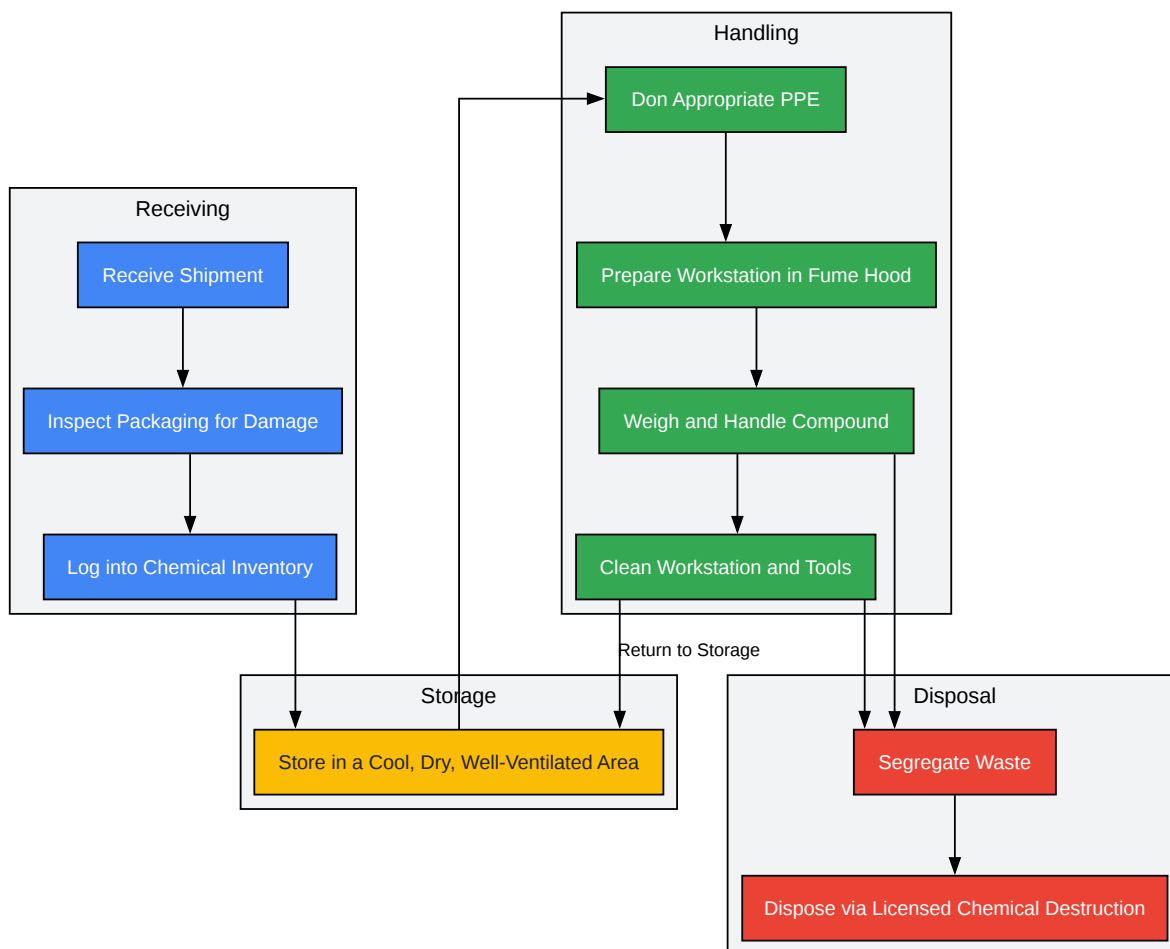 Handling
Don Appropriate PPE
Receiving
Receive Shipment
Prepare Workstation in Fume Hood
Inspect Packaging for Damage
Weigh and Handle Compound
Log into Chemical Inventory
Clean Workstation and Tools
Return to Storage
Storage
Disposal
Store in a Cool, Dry, Well-Ventilated Area
Segregate Waste
Dispose via Licensed Chemical Destruction